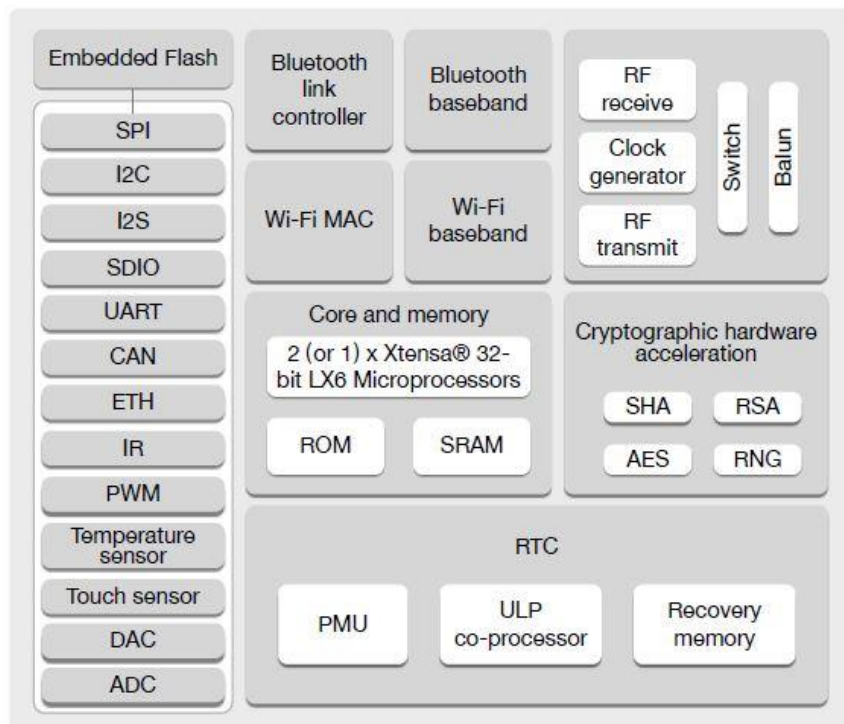 Embedded Flash
SPI
I2C
I2S
SDIO
UART
CAN
ETH
IR
PWM
Temperature
sensor
Touch sensor
DAC
ADC
Bluetooth
link
controller
Bluetooth
baseband
Wi-Fi MAC
Wi-Fi
baseband
RF
receive
Clock
generator
RF
transmit
Switch
Balun
Core and memory
2 (or 1) x Xtensa® 32-
bit LX6 Microprocessors
ROM
SRAM
Cryptographic hardware
acceleration
SHA
RSA
AES
RNG
RTC
PMU
ULP
co-processor
Recovery
memory